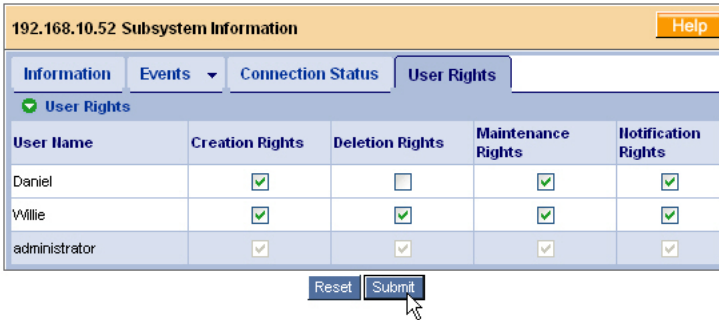 192.168.10.52 Subsystem Information Help
Information Events Connection Status User Rights
User Rights
User Name Creation Rights Deletion Rights Maintenance Rights Notification Rights
Daniel
Willie
administrator
Reset Submit